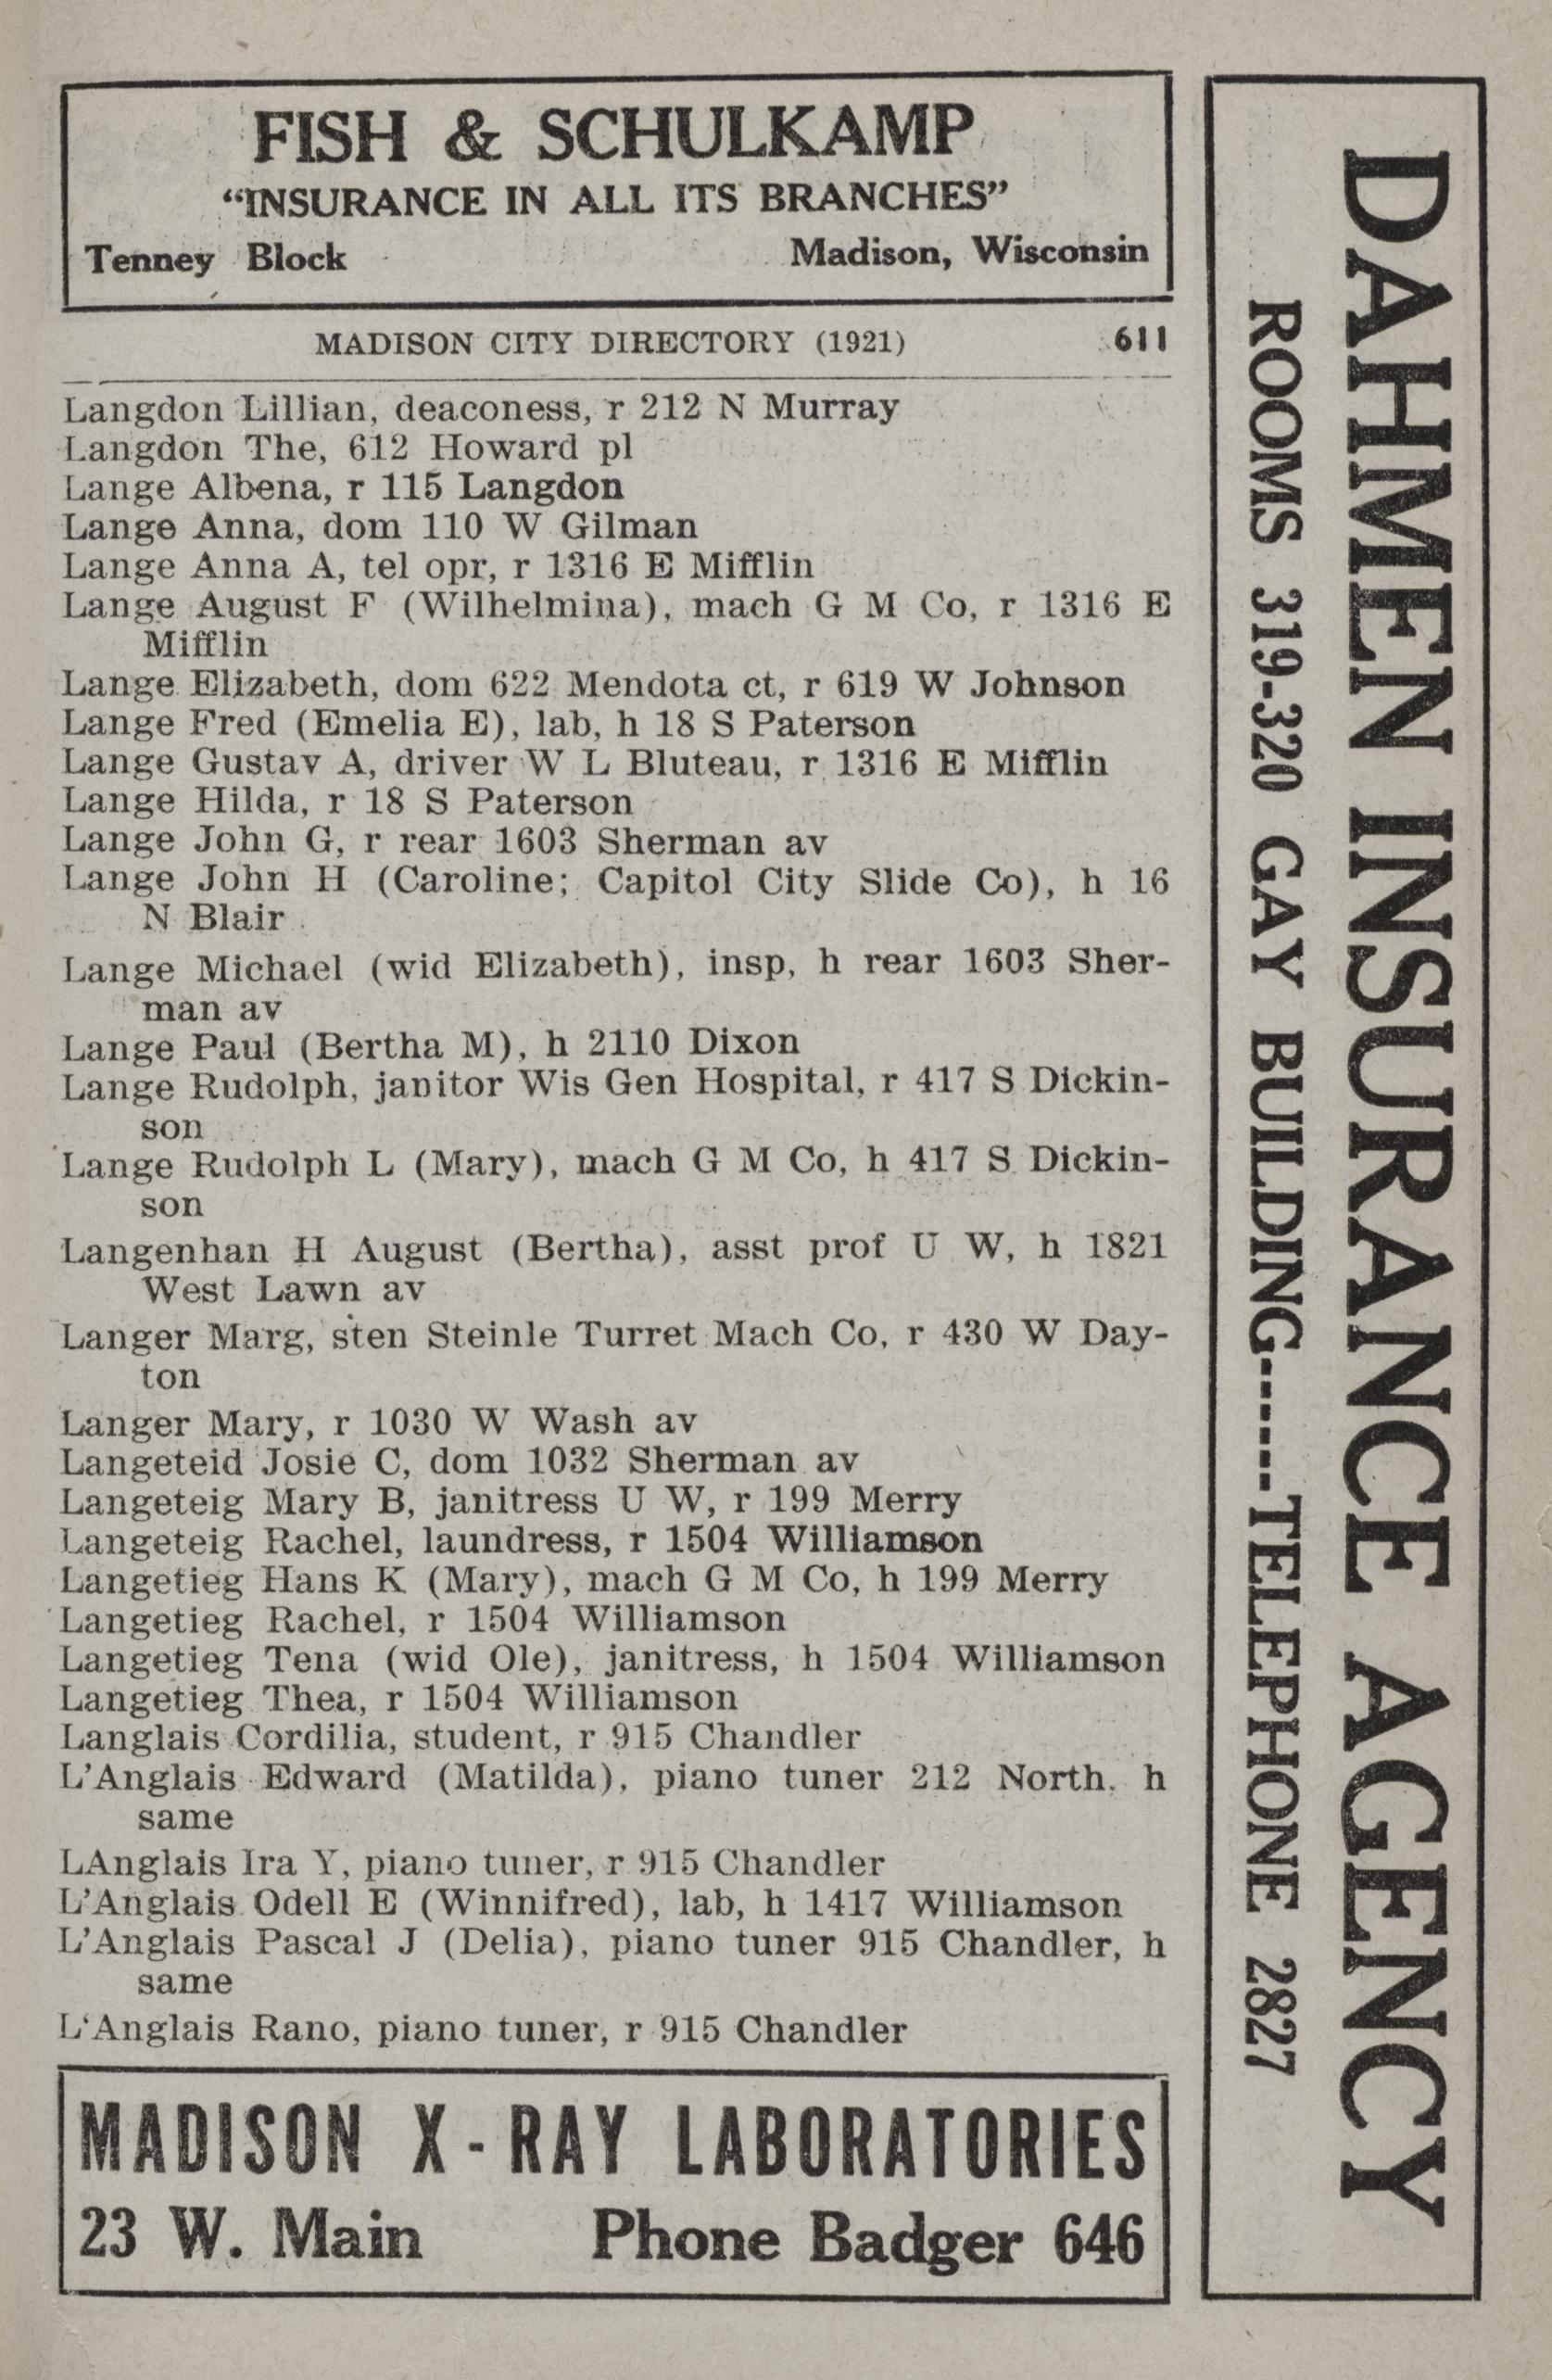 FISH & SCHULKAMP
“INSURANCE IN ALL ITS BRANCHES”
Tenney Block Madison, Wisconsin
MADISON CITY DIRECTORY (1921) 611
Langdon Lillian, deaconess, r 212 N Murray
Langdon The, 612 Howard pl
Lange Albena, r 115 Langdon
Lange Anna, dom 110 W Gilman
Lange Anna A, tel opr, r 1316 E Mifflin
Lange August F (Wilhelmina), mach G M Co, r 1316 E
Mifflin
Lange Elizabeth, dom 622 Mendota ct, r 619 W Johnson
Lange Fred (Emelia E), lab, h 18 S Paterson
Lange Gustav A, driver W L Bluteau, r 1316 E Mifflin
Lange Hilda, r 18 S Paterson
Lange John G, r rear 1603 Sherman av
Lange John H (Caroline; Capitol City Slide Co), h 16
N Blair
Lange Michael (wid Elizabeth), insp, h rear 1603 Sher-
man av
Lange Paul (Bertha M), h 2110 Dixon
Lange Rudolph, janitor Wis Gen Hospital, r 417 S Dickin-
son
Lange Rudolph L (Mary), mach G M Co, h 417 S Dickin-
son
Langenhan H August (Bertha), asst prof U W, h 1821
West Lawn av
Langer Marg, sten Steinle Turret Mach Co, r 430 W Day-
ton
Langer Mary, r 1030 W Wash av
Langeteid Josie C, dom 1032 Sherman av
Langeteig Mary B, janitress U W, r 199 Merry
Langeteig Rachel, laundress, r 1504 Williamson
Langetieg Hans K (Mary), mach G M Co, h 199 Merry
Langetieg Rachel, r 1504 Williamson
Langetieg Tena (wid Ole), janitress, h 1504 Williamson
Langetieg Thea, r 1504 Williamson
Langlais Cordilia, student, r 915 Chandler
L’Anglais Edward (Matilda), piano tuner 212 North. h
same
LAnglais Ira Y, piano tuner, r 915 Chandler
L’Anglais Odell E (Winnifred), lab, h 1417 Williamson
L’Anglais Pascal J (Delia), piano tuner 915 Chandler, h
same
L‘Anglais Rano, piano tuner, r 915 Chandler
MADISON X-RAY LABORATORIES
23 W. Main Phone Badger 646
DAHMEN INSURANCE AGENCY
ROOMS 319-320 GAY BUILDING------TELEPHONE 2827